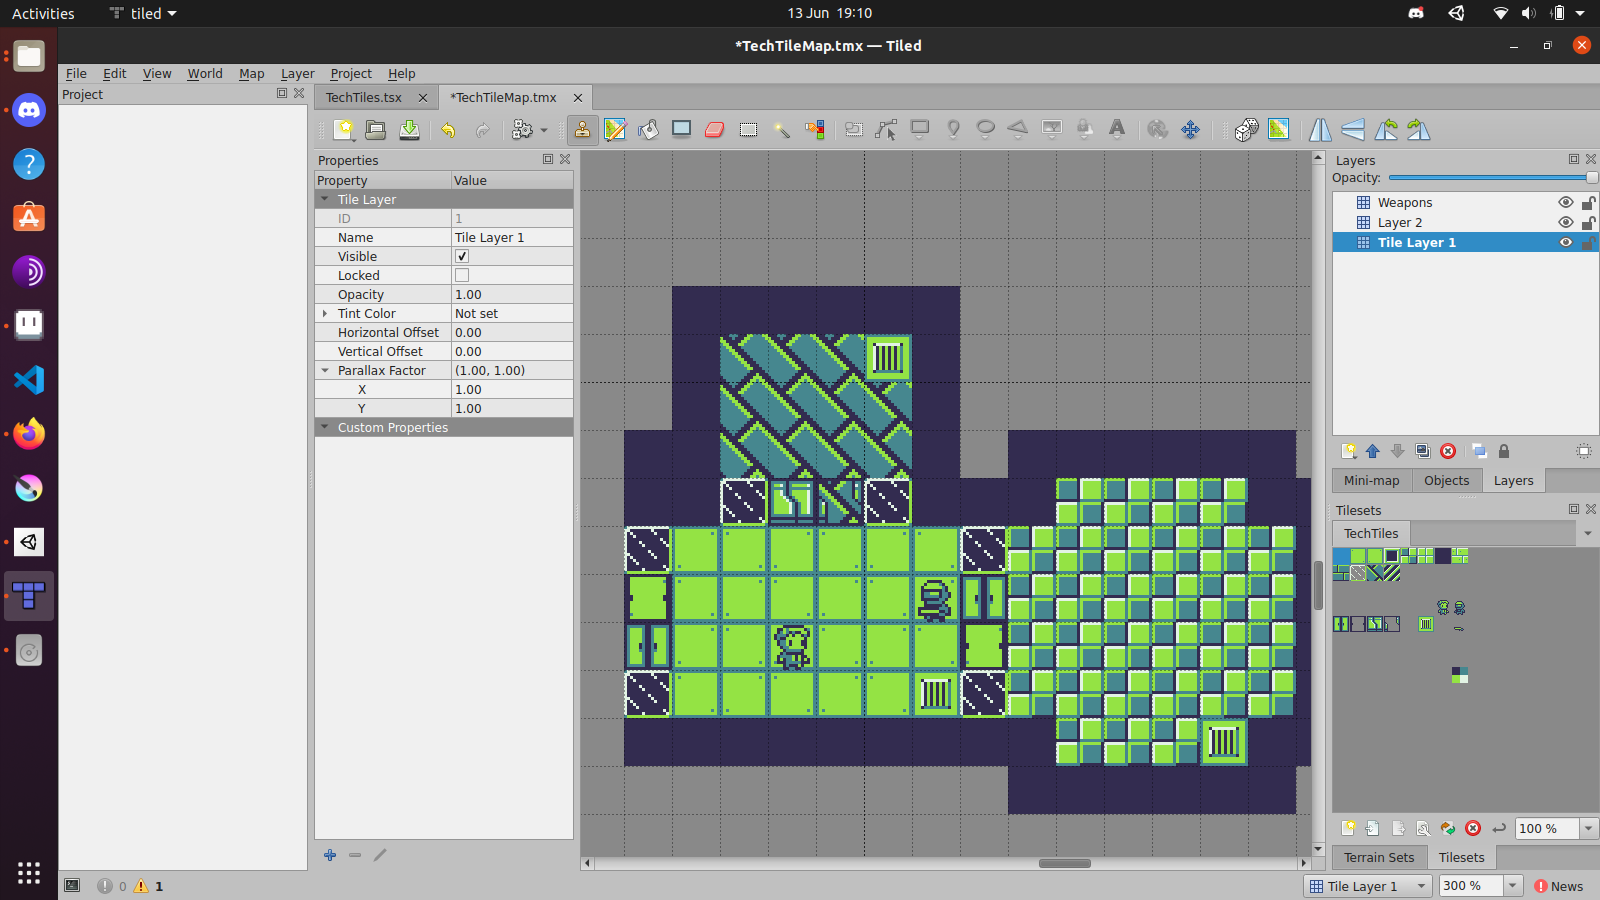 Activities
tiled
13 Jun 19:10
*TechTileMap.tmx — Tiled
File Edit View World Map Layer Project Help
Project
TechTiles.tsx
*TechTileMap.tmx
Properties
Property Value
Tile Layer
ID 1
Name Tile Layer 1
Visible
Locked
Opacity 1.00
Tint Color Not set
Horizontal Offset 0.00
Vertical Offset 0.00
Parallax Factor (1.00, 1.00)
X 1.00
Y 1.00
Custom Properties
Layers
Opacity:
Weapons
Layer 2
Tile Layer 1
Mini-map Objects Layers
Tilesets
TechTiles
100 %
Terrain Sets Tilesets
0 1
Tile Layer 1
300 %
News